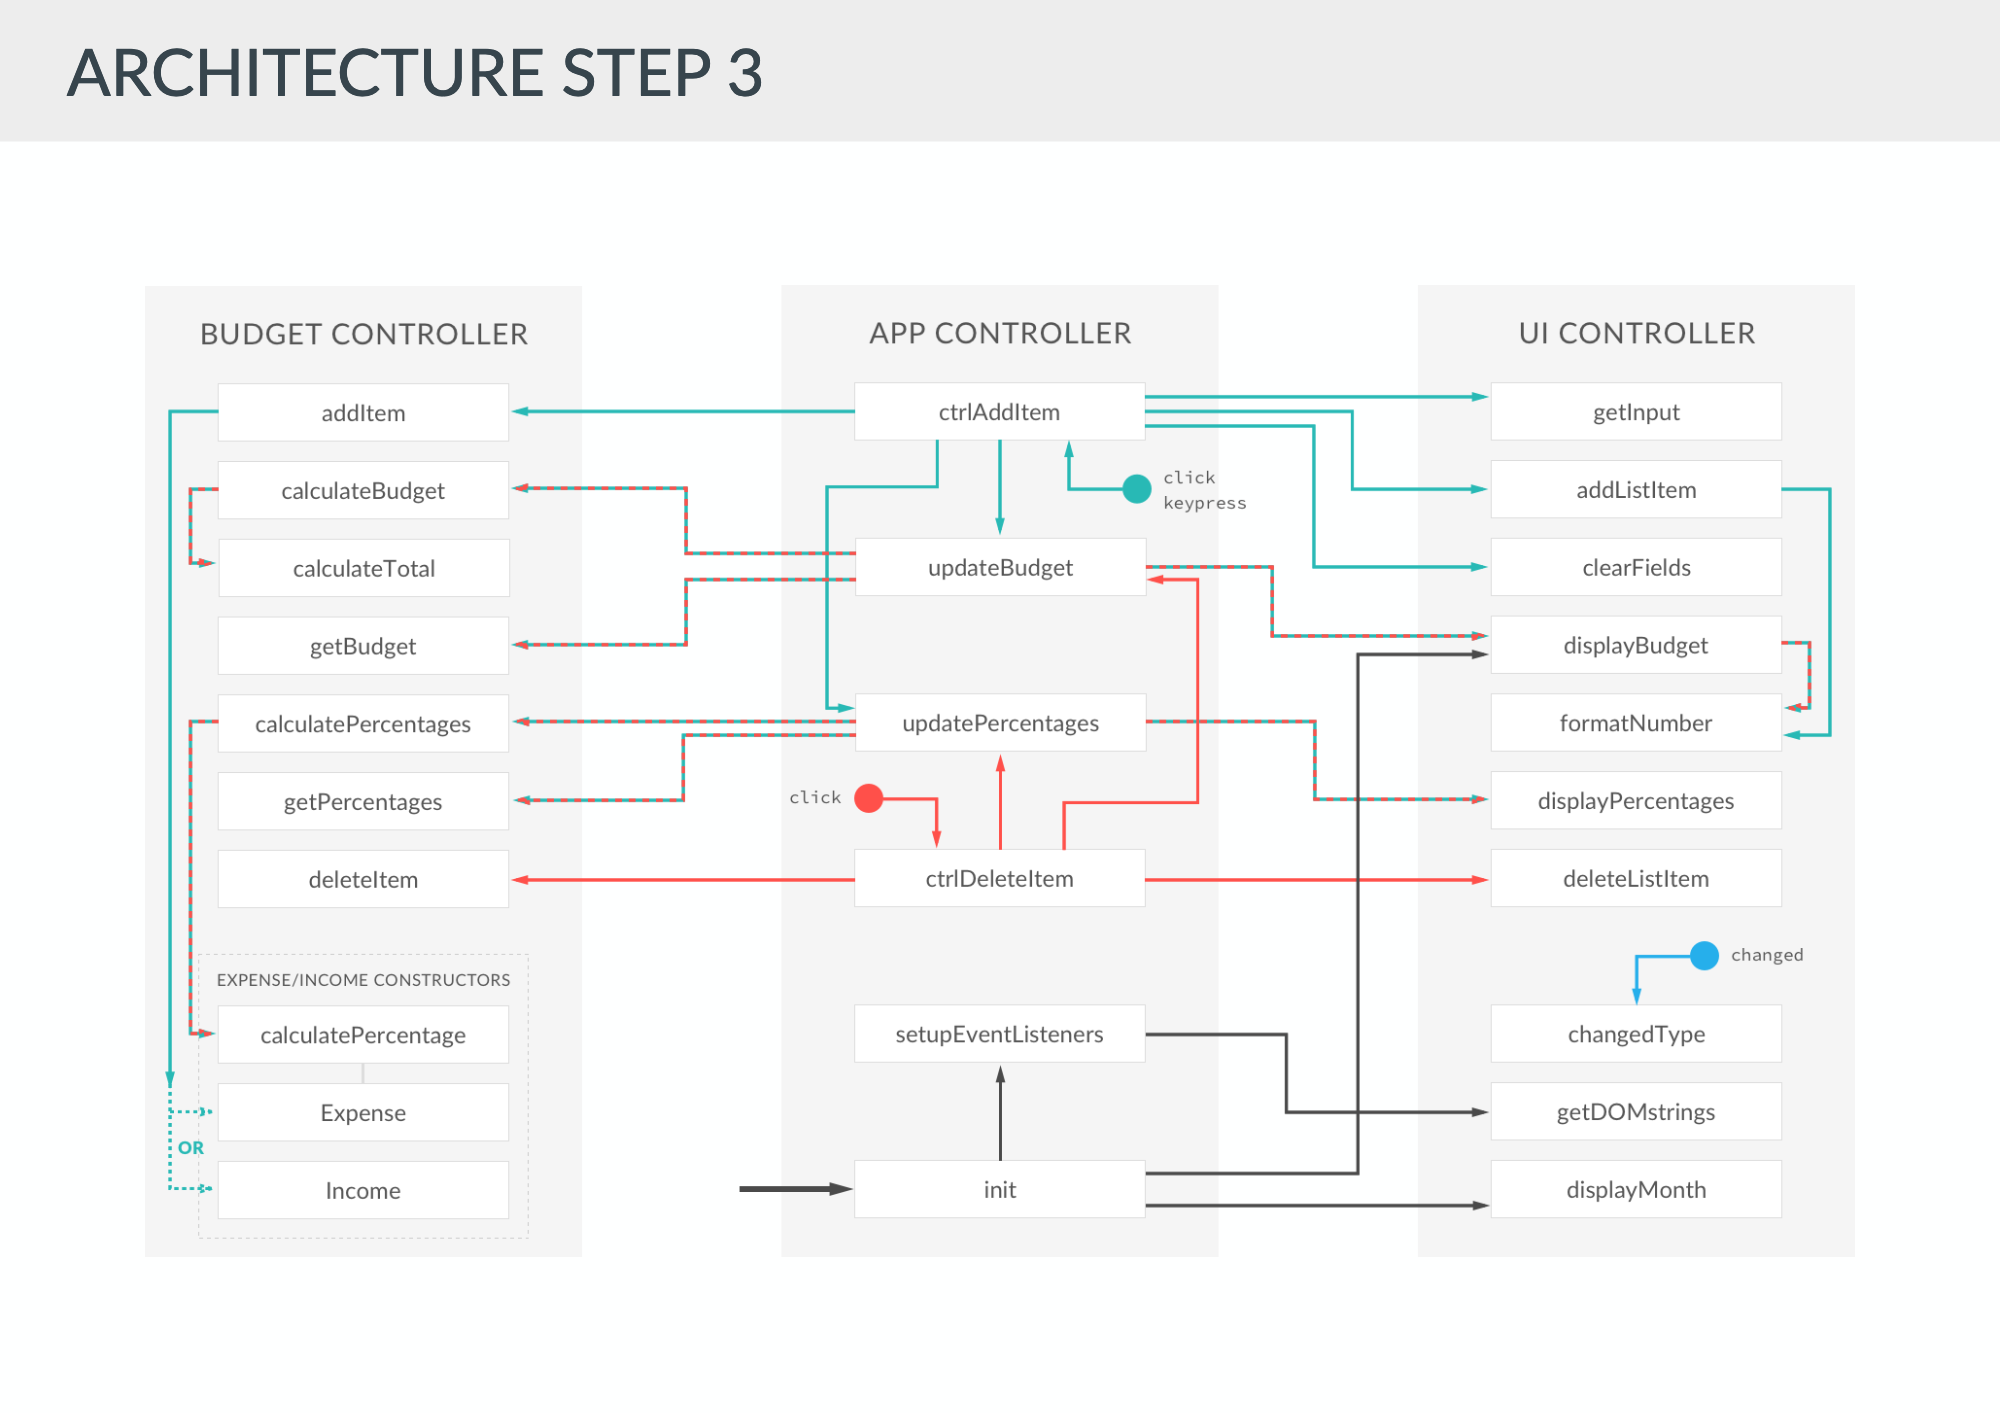 ARCHITECTURE STEP 3
BUDGET CONTROLLER
addItem
calculateBudget
calculateTotal
getBudget
calculatePercentages
getPercentages
deleteItem
EXPENSE/INCOME CONSTRUCTORS
calculatePercentage
Expense
OR
Income
APP CONTROLLER
ctrlAddItem
click
keypress
updateBudget
updatePercentages
click
ctrlDeleteItem
setupEventListeners
init
UI CONTROLLER
getInput
addListItem
clearFields
displayBudget
formatNumber
displayPercentages
deleteListItem
changed
changedType
getDOMstrings
displayMonth